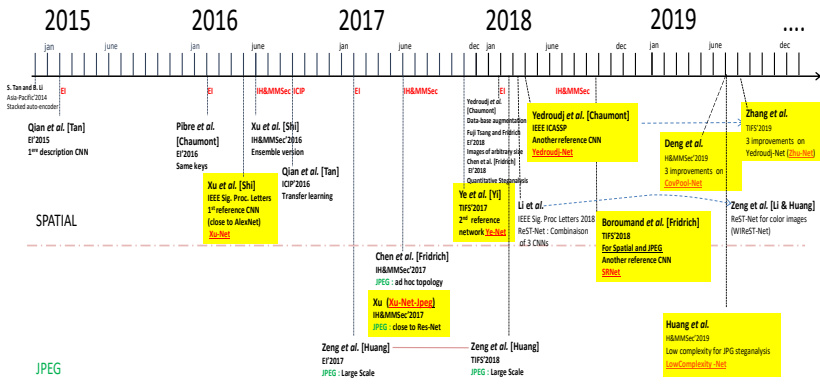 2015 2016 2017 2018 2019 ....
jan june jan june jan june dec jan june dec jan june dec
S. Tan and B. Li
Asia-Pacific'2014
Stacked auto-encoder
EI EI IH&MMSec ICIP EI IH&MMSec EI IH&MMSec
Qian et al. [Tan]
EI'2015
Pibre et al.
[Chaumont]
EI'2016
Same keys
Xu et al. [Shi]
IH&MMSec'2016
Ensemble version
Xu et al. [Shi]
IEEE Sig. Proc. Letters
1st reference CNN
(close to AlexNet)
Xu-Net
Qian et al. [Tan]
ICIP'2016
Transfer learning
Yedroudj et al.
[Chaumont]
Data-base augmentation
Fuji Tsang and Fridrich
EI'2018
Images of arbitrary size
Chen et al. [Fridrich]
EI'2018
Quantitative Steganalysis
Ye et al. [Yi]
TIFS'2017
2nd reference
network Ye-Net
Yedroudj et al. [Chaumont]
IEEE ICASSP
Another reference CNN
Yedroudj-Net
Li et al.
IEEE Sig. Proc Letters 2018
ReST-Net : Combination
of 3 CNNs
Boroumand et al. [Fridrich]
TIFS'2018
For Spatial and JPEG
Another reference CNN
SRNet
Deng et al.
H&MMSec'2019
3 improvements on
CovPool-Net
Zhang et al.
TIFS'2019
3 improvements on
Yedroudj-Net (Zhu-Net)
Zeng et al. [Li & Huang]
ReST-Net for color images
(WIReST-Net)
SPATIAL
Chen et al. [Fridrich]
IH&MMSec'2017
JPEG : ad hoc topology
Xu (Xu-Net-Jpeg)
IH&MMSec'2017
JPEG : close to Res-Net
Zeng et al. [Huang]
EI'2017
JPEG : Large Scale
Zeng et al. [Huang]
TIFS'2018
JPEG : Large Scale
Huang et al.
H&MMSec'2019
Low complexity for JPG steganalysis
LowComplexity -Net
JPEG